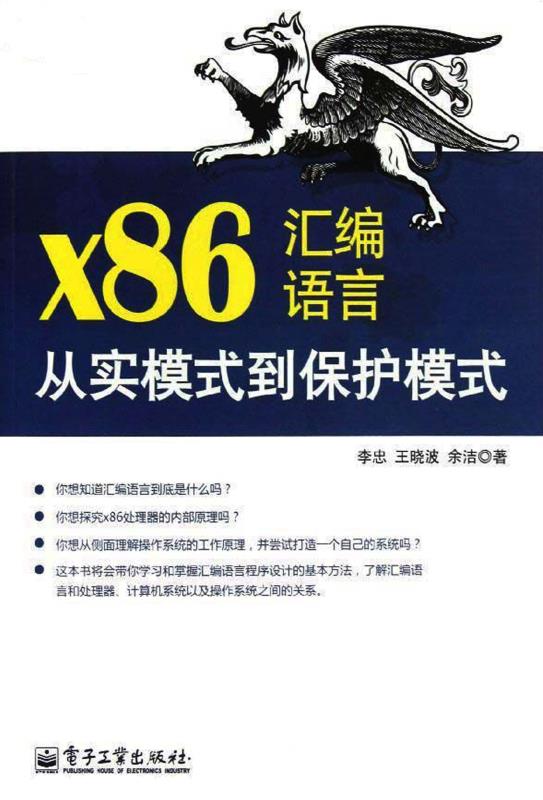 x86 汇编
语言
从实模式到保护模式
李忠 王晓波 余洁◎著
● 你想知道汇编语言到底是什么吗？
● 你想探究x86处理器的内部原理吗？
● 你想从侧面理解操作系统的工作原理，并尝试打造一个自己的系统吗？
● 这本书将会带你学习和掌握汇编语言程序设计的基本方法，了解汇编语
言和处理器、计算机系统以及操作系统之间的关系。
電子工業出版社·
PUBLISHING HOUSE OF ELECTRONICS INDUSTRY